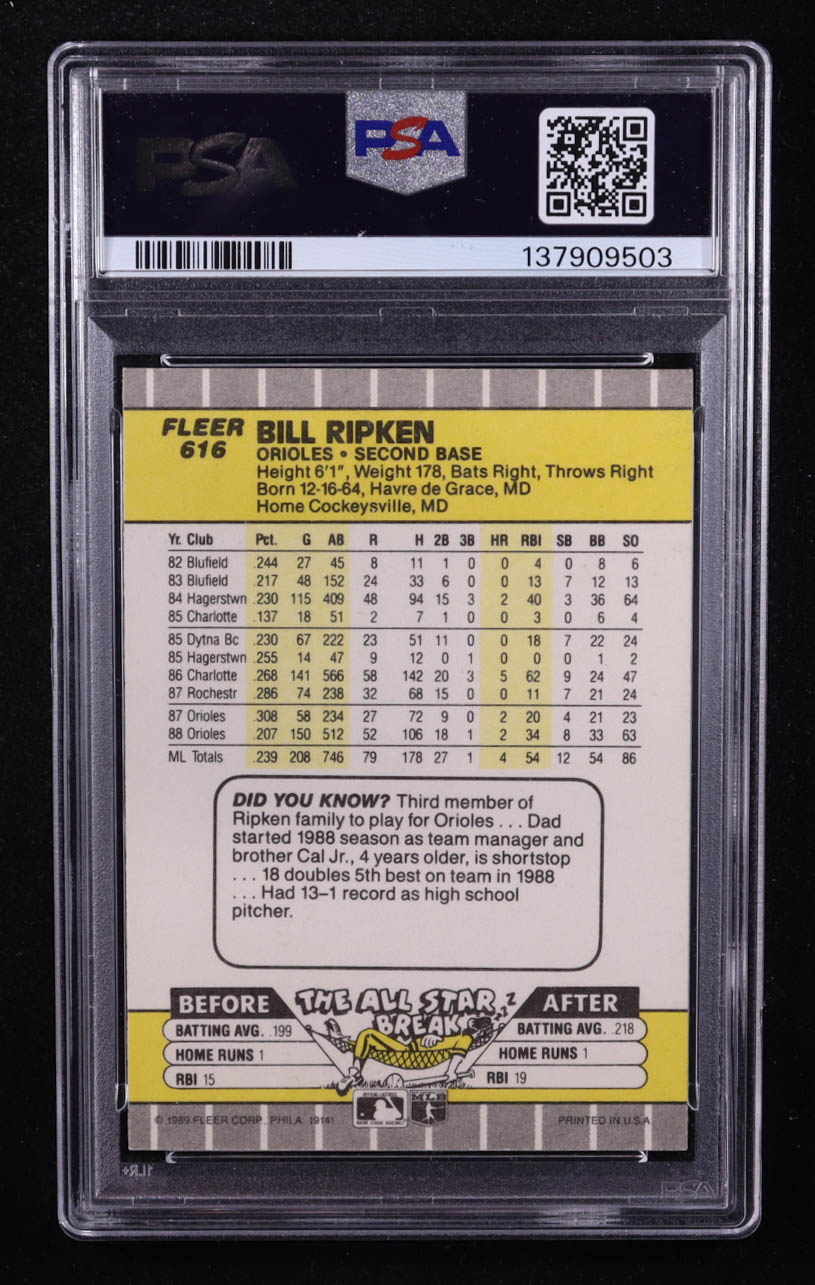 PSA
PSA
137909503
FLEER
616
BILL RIPKEN
ORIOLES • SECOND BASE
Height 6'1", Weight 178, Bats Right, Throws Right
Born 12-16-64, Havre de Grace, MD
Home Cockeysville, MD
Yr. Club Pct. G AB R H 2B 3B HR RBI SB BB SO
82 Blufield .244 27 45 8 11 1 0 0 4 0 8 6
83 Blufield .217 48 152 24 33 6 0 0 13 7 12 13
84 Hagerstwn .230 115 409 48 94 15 3 2 40 3 36 64
85 Charlotte .137 18 51 2 7 1 0 0 3 0 6 4
85 Dytna Bc .230 67 222 23 51 11 0 0 18 7 22 24
85 Hagerstwn .255 14 47 9 12 0 1 0 0 0 1 2
86 Charlotte .268 141 566 58 142 20 3 5 62 9 24 47
87 Rochestr .286 74 238 32 68 15 0 0 11 7 21 24
87 Orioles .308 58 234 27 72 9 0 2 20 4 21 23
88 Orioles .207 150 512 52 106 18 1 2 34 8 33 63
ML Totals .239 208 746 79 178 27 1 4 54 12 54 86
DID YOU KNOW? Third member of
Ripken family to play for Orioles . . . Dad
started 1988 season as team manager and
brother Cal Jr., 4 years older, is shortstop
. . . 18 doubles 5th best on team in 1988
. . . Had 13–1 record as high school
pitcher.
BEFORE
THE ALL STAR
BREAK
zzZ
AFTER
BATTING AVG. .199
BATTING AVG. .218
HOME RUNS 1
HOME RUNS 1
RBI 15
RBI 19
MLB
© 1989 FLEER CORP., PHILA. 19141
PRINTED IN U.S.A.
PSA